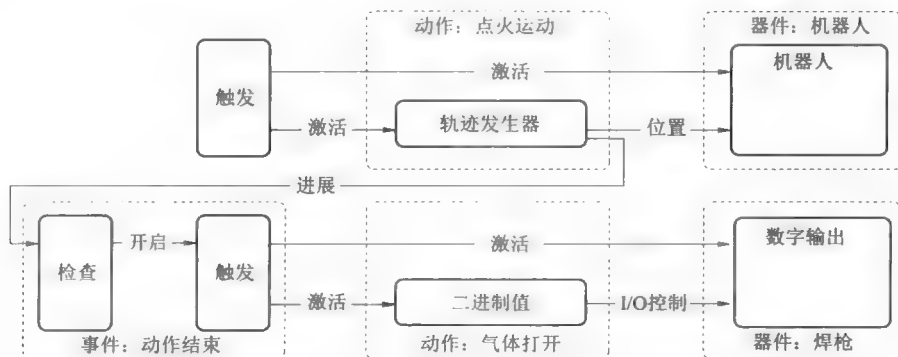 动作：点火运动
器件：机器人
触发
激活
机器人
激活
轨迹发生器
位置
进展
检查
开启
触发
激活
数字输出
激活
二进制值
I/O控制
事件：动作结束
动作：气体打开
器件：焊枪